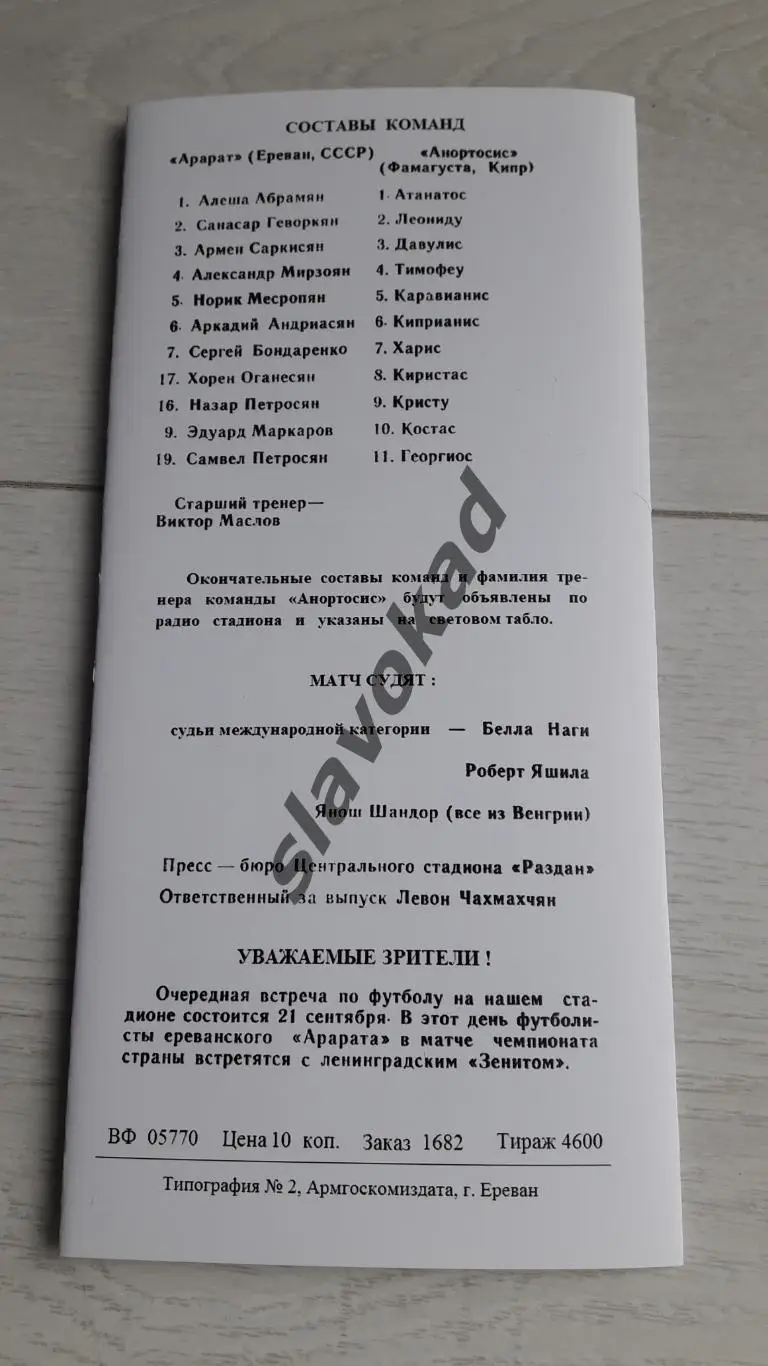 СОСТАВЫ КОМАНД
«Арарат» (Ереван, СССР)
1. Алеша Абрамян
2. Санасар Геворкян
3. Армен Саркисян
4. Александр Мирзоян
5. Норик Месропян
6. Аркадий Андриасян
7. Сергей Бондаренко
17. Хорен Оганесян
16. Назар Петросян
9. Эдуард Маркаров
19. Самвел Петросян
Старший тренер—
Виктор Маслов
«Анортосис»
(Фамагуста, Кипр)
1. Атанатос
2. Леониду
3. Давулис
4. Тимофеу
5. Каравианис
6. Киприанис
7. Харис
8. Киристас
9. Кристу
10. Костас
11. Георгиос
Окончательные составы команд и фамилия тре-
нера команды «Анортосис» будут объявлены по
радио стадиона и указаны на световом табло.
МАТЧ СУДЯТ :
судьи международной категории — Белла Наги
Роберт Яшила
Янош Шандор (все из Венгрии)
Пресс — бюро Центрального стадиона «Раздан»
Ответственный за выпуск Левон Чахмахчян
УВАЖАЕМЫЕ ЗРИТЕЛИ !
Очередная встреча по футболу на нашем ста-
дионе состоится 21 сентября. В этот день футболи-
сты ереванского «Арарата» в матче чемпионата
страны встретятся с ленинградским «Зенитом».
ВФ 05770 Цена 10 коп. Заказ 1682 Тираж 4600
Типография № 2, Армгоскомиздата, г. Ереван
slavokad